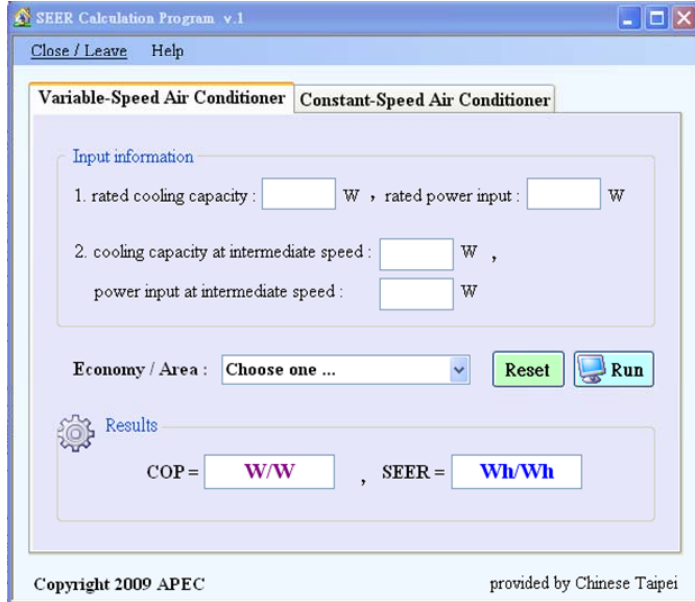 SEER Calculation Program v.1
Close / Leave Help
Variable-Speed Air Conditioner Constant-Speed Air Conditioner
Input information
1. rated cooling capacity : W , rated power input : W
2. cooling capacity at intermediate speed : W ,
power input at intermediate speed : W
Economy / Area : Choose one ... Reset Run
Results
COP = W/W , SEER = Wh/Wh
Copyright 2009 APEC provided by Chinese Taipei